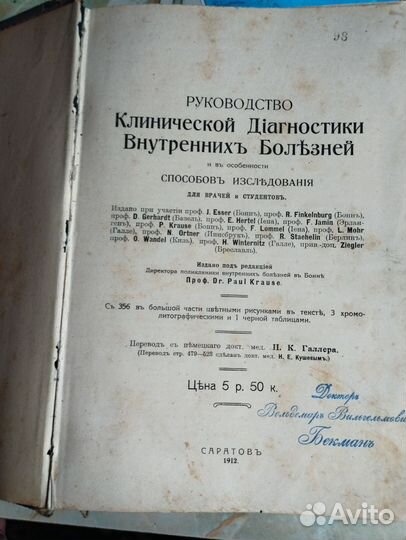 98
РУКОВОДСТВО
Клинической Діагностики
Внутреннихъ Болѣзней
и въ особенности
СПОСОБОВЪ ИЗСЛѢДОВАНІЯ
ДЛЯ ВРАЧЕЙ и СТУДЕНТОВЪ.
Издано при участіи проф. J. Esser (Боннъ), проф. R. Finkelnburg (Боннъ),
проф. D. Gerhardt (Базель), проф. E. Hertel (Іена), проф. F. Jamin (Эрлан-
генъ), проф. P. Krause (Боннъ), проф. F. Lommel (Іена), проф. L. Mohr
(Галле), проф. N. Ortner (Инсбрукъ), проф. R. Staehelin (Берлинъ),
проф. O. Wandel (Киль), проф. H. Winternitz (Галле), прив.-доц. Ziegler
(Бреславль).
Издано подъ редакціей
Директора поликлиники внутреннихъ болѣзней въ Боннѣ
Проф. Dr. Paul Krause.
Съ 356 въ большой части цвѣтными рисунками въ текстѣ, 3 хромо-
литографическими и 1 черной таблицами.
Переводъ съ нѣмецкаго докт. мед. П. К. Галлера.
(Переводъ стр. 479—523 сдѣланъ докт. мед. Н. Е. Кушевымъ.)
Цѣна 5 р. 50 к.
Докторъ
Вольдемаръ Вильгельмовичъ
Бекманъ
САРАТОВЪ
1912.
Avito